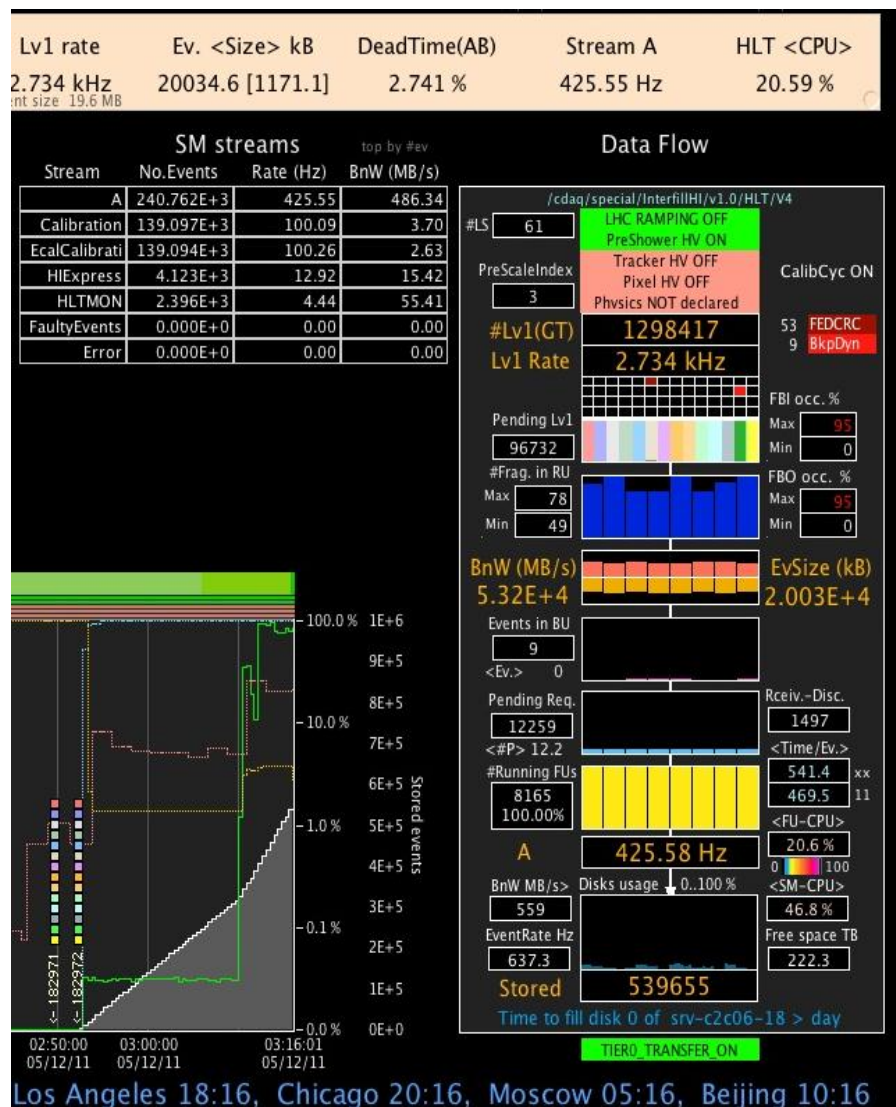 Lv1 rate Ev. <Size> kB DeadTime(AB) Stream A HLT <CPU>
2.734 kHz 20034.6 [1171.1] 2.741 % 425.55 Hz 20.59 %
nt size 19.6 MB
SM streams top by #ev
Stream No.Events Rate (Hz) BnW (MB/s)
A 240.762E+3 425.55 486.34
Calibration 139.097E+3 100.09 3.70
EcalCalibrati 139.094E+3 100.26 2.63
HIExpress 4.123E+3 12.92 15.42
HLTMON 2.396E+3 4.44 55.41
FaultyEvents 0.000E+0 0.00 0.00
Error 0.000E+0 0.00 0.00
100.0 % 1E+6
9E+5
8E+5
10.0 % 7E+5
6E+5
1.0 % 5E+5
4E+5
3E+5
0.1 %
2E+5
1E+5
0.0 % 0E+0
Stored events
<- 182971
<- 182972
02:50:00 03:00:00 03:16:01
05/12/11 05/12/11 05/12/11
Data Flow
/cdaq/special/InterfillHI/v1.0/HLT/V4
#LS 61
LHC RAMPING OFF
PreShower HV ON
Tracker HV OFF
Pixel HV OFF
Physics NOT declared
CalibCyc ON
PreScaleIndex
3
#Lv1(GT) 1298417
53 FEDCRC
9 BkpDyn
Lv1 Rate 2.734 kHz
FBI occ. %
Pending Lv1
96732
Max 95
Min 0
#Frag. in RU
Max 78
Min 49
FBO occ. %
Max 95
Min 0
BnW (MB/s) EvSize (kB)
5.32E+4 2.003E+4
Events in BU
9
<Ev.> 0
Pending Req.
12259
<#P> 12.2
Rceiv.-Disc.
1497
#Running FUs
8165
100.00%
<Time/Ev.>
541.4 xx
469.5 11
<FU-CPU>
20.6 %
0 100
A 425.58 Hz
BnW MB/s> Disks usage 0..100 % <SM-CPU>
559 46.8 %
EventRate Hz Free space TB
637.3 222.3
Stored 539655
Time to fill disk 0 of srv-c2c06-18 > day
TIER0_TRANSFER_ON
Los Angeles 18:16, Chicago 20:16, Moscow 05:16, Beijing 10:16